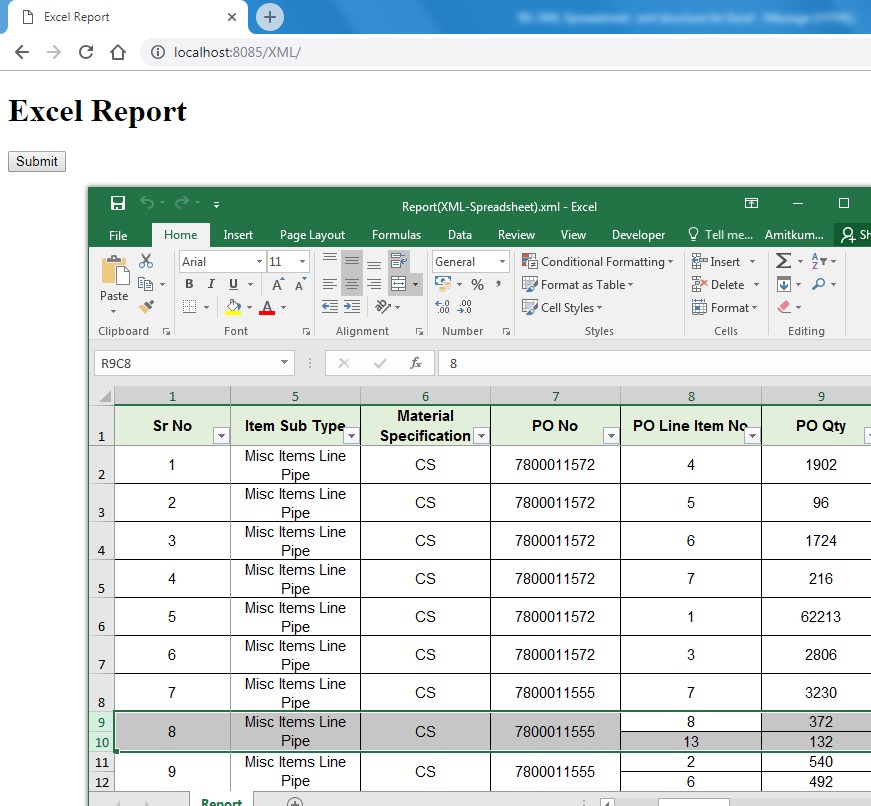 Excel Report
localhost:8085/XML/
Excel Report
Submit
Report(XML-Spreadsheet).xml - Excel
File Home Insert Page Layout Formulas Data Review View Developer Tell me... Amitkum... Sh
Paste
Arial 11
B I U A A
A
General
% ,
Conditional Formatting
Format as Table
Cell Styles
Insert
Delete
Format
Clipboard Font Alignment Number Styles Cells Editing
R9C8 fx 8
1 5 6 7 8 9
1 Sr No Item Sub Type Material Specification PO No PO Line Item No PO Qty
2 1 Misc Items Line Pipe CS 7800011572 4 1902
3 2 Misc Items Line Pipe CS 7800011572 5 96
4 3 Misc Items Line Pipe CS 7800011572 6 1724
5 4 Misc Items Line Pipe CS 7800011572 7 216
6 5 Misc Items Line Pipe CS 7800011572 1 62213
7 6 Misc Items Line Pipe CS 7800011572 3 2806
8 7 Misc Items Line Pipe CS 7800011555 7 3230
9 8 Misc Items Line Pipe CS 7800011555 8 372
10 13 132
11 9 Misc Items Line Pipe CS 7800011555 2 540
12 6 492
Report